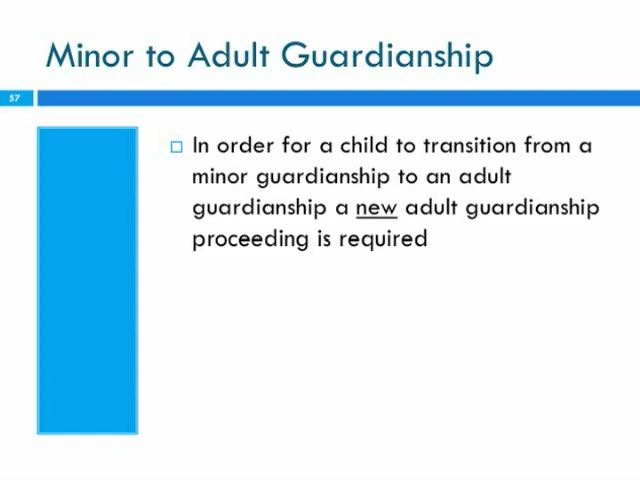 Minor to Adult Guardianship
57
In order for a child to transition from a
minor guardianship to an adult
guardianship a new adult guardianship
proceeding is required